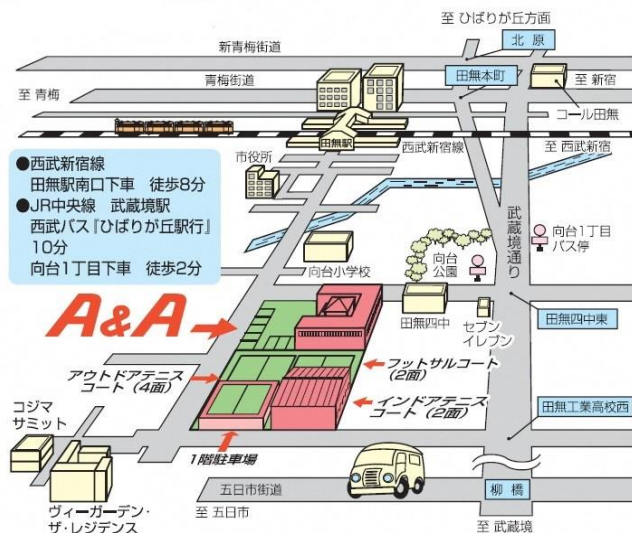 至 ひばりが丘方面
北 原
新青梅街道
田無本町
青梅街道
至 新宿
至 青梅
コール田無
田無駅
西武新宿線
至 西武新宿
市役所
●西武新宿線
田無駅南口下車 徒歩8分
●JR中央線 武蔵境駅
西武バス『ひばりが丘駅行』
10分
向台1丁目下車 徒歩2分
武蔵境通り
向台1丁目
バス停
向台小学校
向台
公園
A&A
田無四中
セブン
イレブン
田無四中東
アウトドアテニス
コート(4面)
フットサルコート
(2面)
インドアテニス
コート(2面)
田無工業高校西
コジマ
サミット
1階駐車場
五日市街道
柳 橋
ヴィーガーデン・
ザ・レジデンス
至 五日市
至 武蔵境